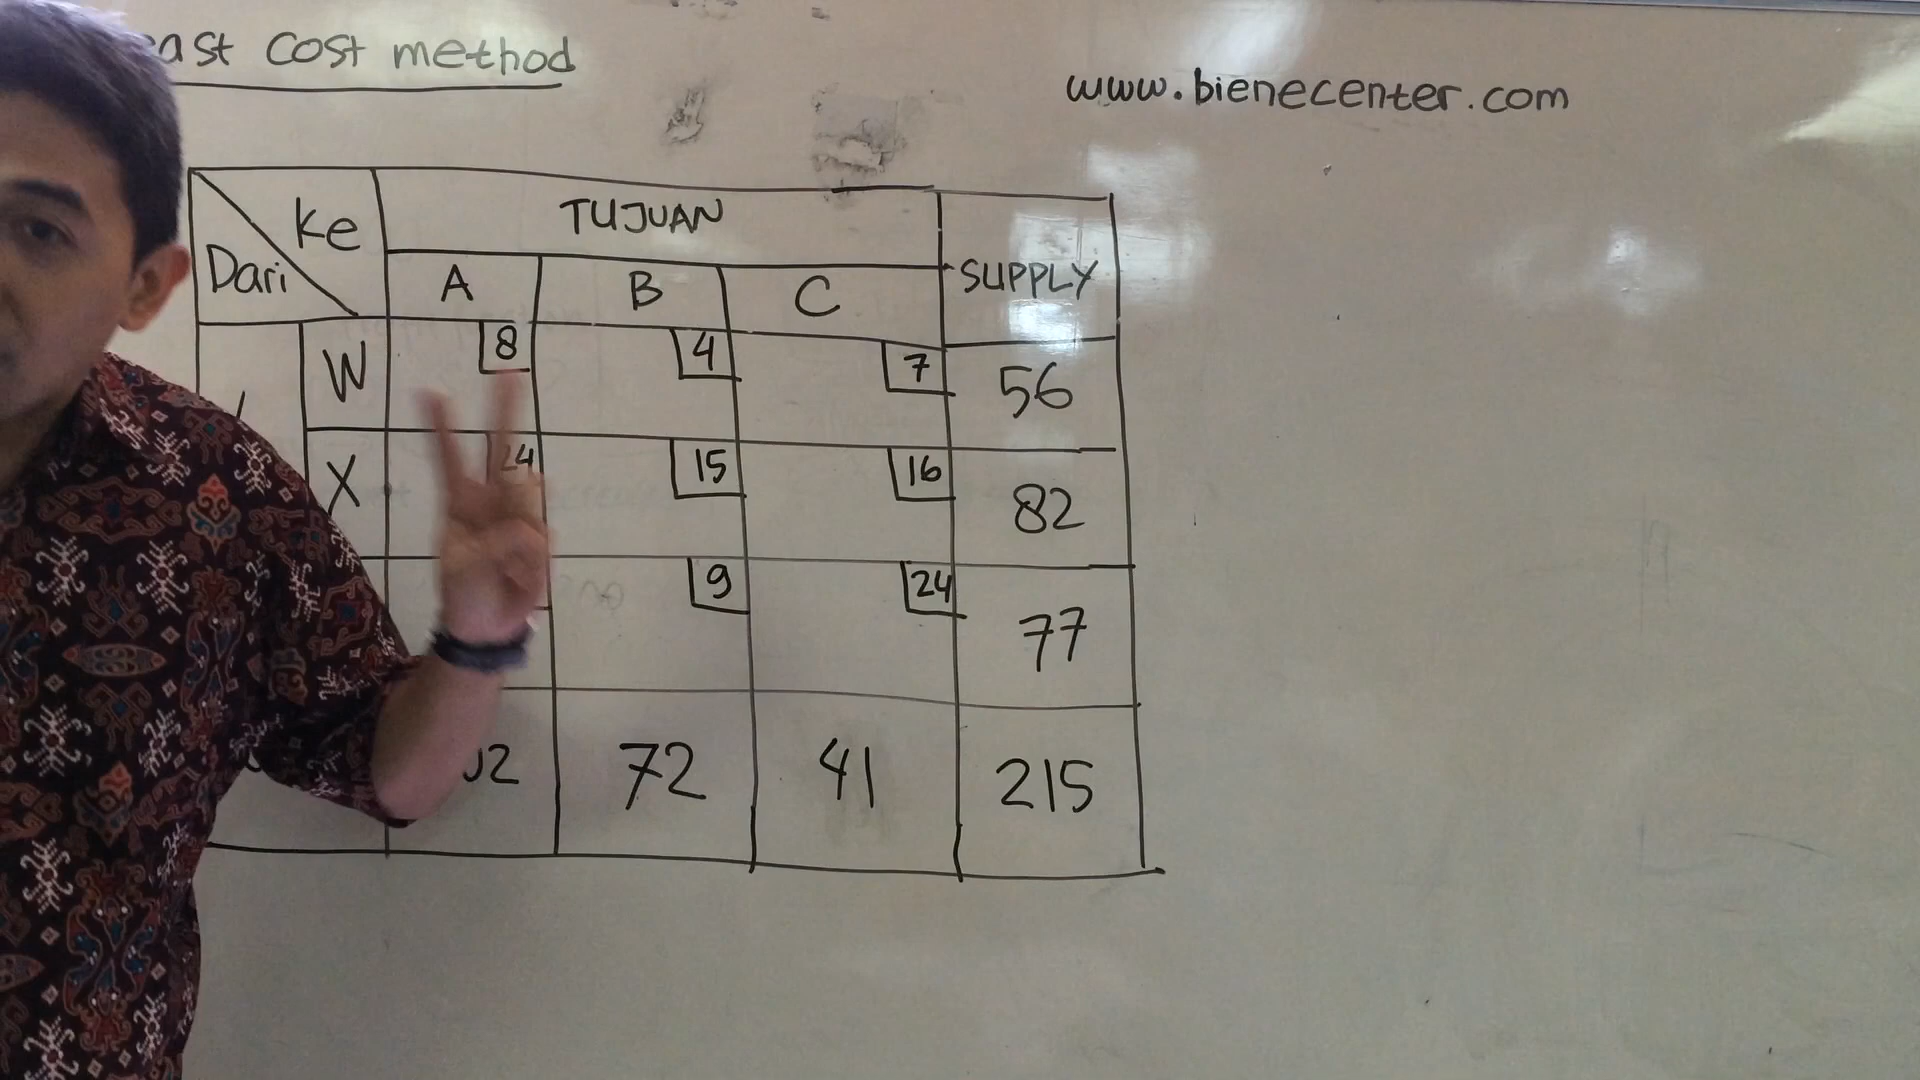 east Cost method
www.bienecenter.com
Dari Ke TUJUAN SUPPLY
A B C
W 8 4 7 56
X 24 15 16 82
9 24 77
72 41 215